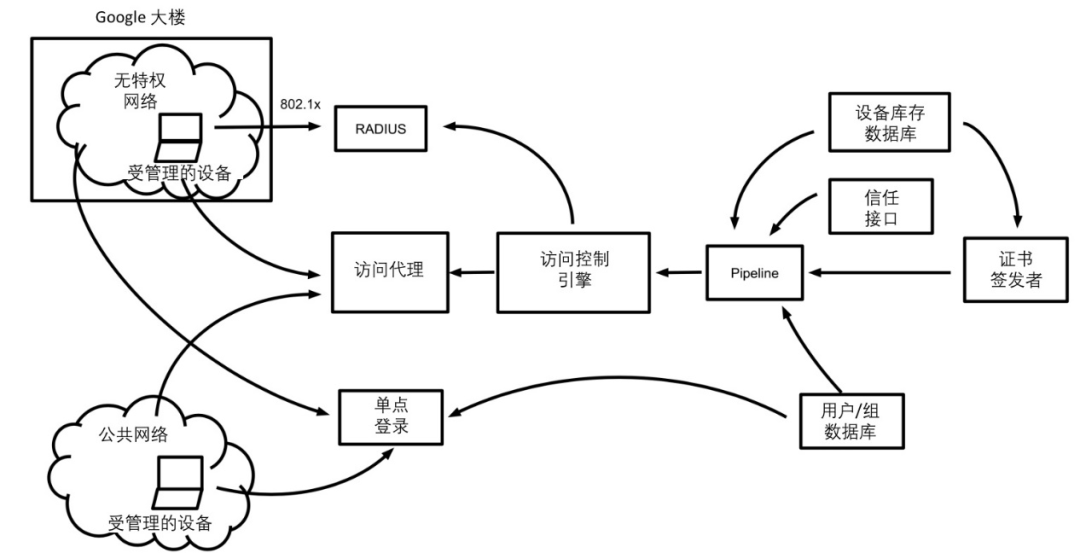 Google 大楼
无特权
网络
受管理的设备
802.1x
RADIUS
设备库存
数据库
信任
接口
访问代理
访问控制
引擎
Pipeline
证书
签发者
单点
登录
用户/组
数据库
公共网络
受管理的设备